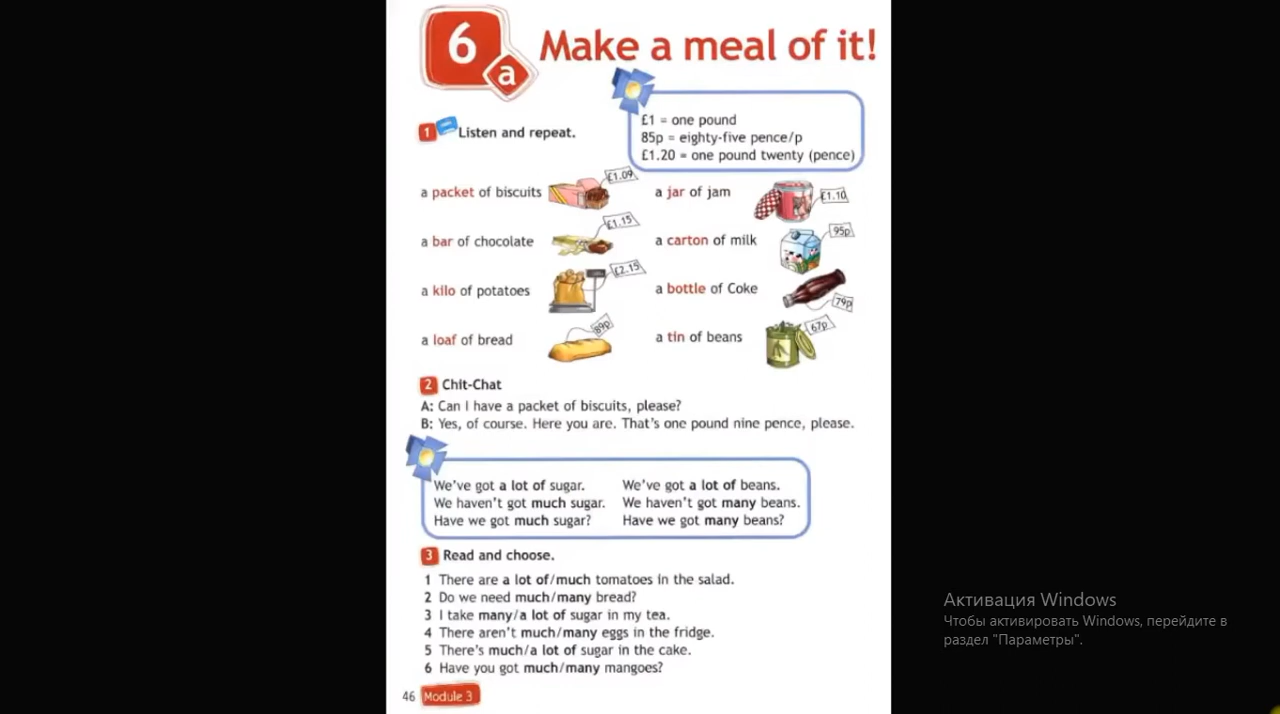 6
a
Make a meal of it!
£1 = one pound
85p = eighty-five pence/p
£1.20 = one pound twenty (pence)
1 Listen and repeat.
a packet of biscuits
£1.09
a jar of jam
£1.10
a bar of chocolate
£1.15
a carton of milk
95p
a kilo of potatoes
£2.15
a bottle of Coke
79p
a loaf of bread
89p
a tin of beans
67p
2 Chit-Chat
A: Can I have a packet of biscuits, please?
B: Yes, of course. Here you are. That's one pound nine pence, please.
We've got a lot of sugar.
We haven't got much sugar.
Have we got much sugar?
We've got a lot of beans.
We haven't got many beans.
Have we got many beans?
3 Read and choose.
1 There are a lot of/much tomatoes in the salad.
2 Do we need much/many bread?
3 I take many/a lot of sugar in my tea.
4 There aren't much/many eggs in the fridge.
5 There's much/a lot of sugar in the cake.
6 Have you got much/many mangoes?
46 Module 3
Активация Windows
Чтобы активировать Windows, перейдите в
раздел "Параметры".